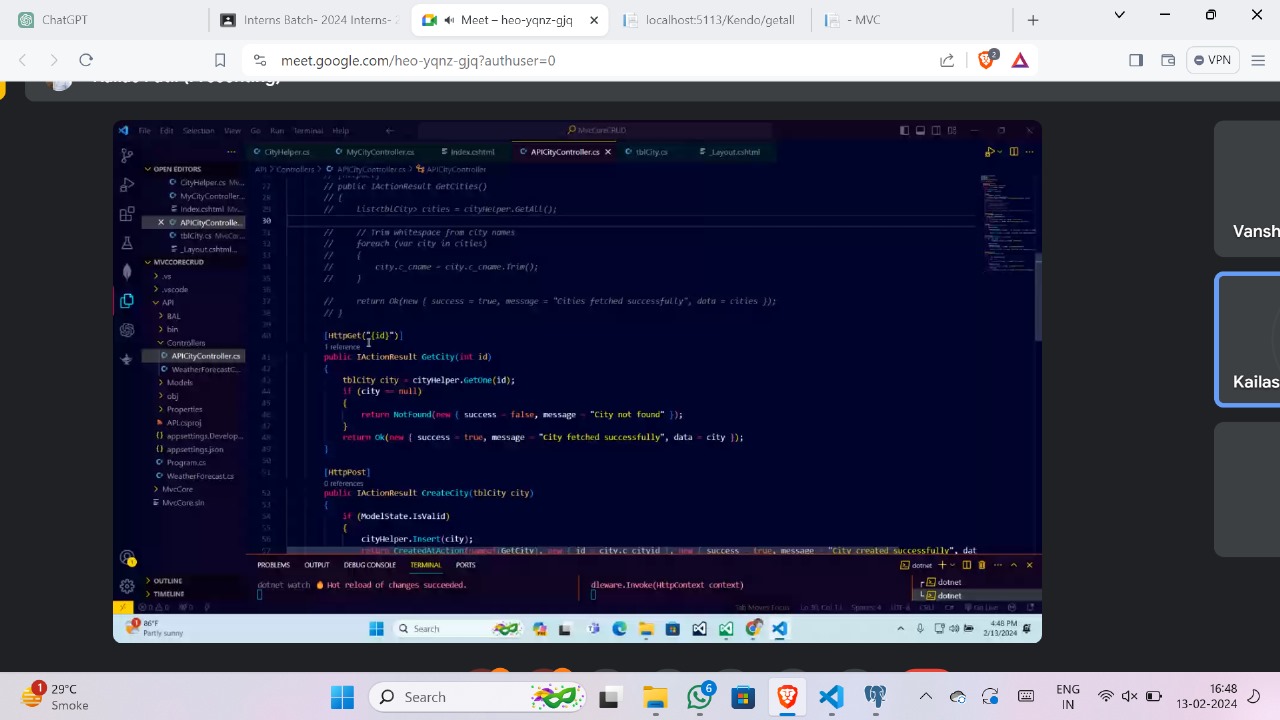 ChatGPT
Interns Batch - 2024 Interns- 2
Meet – heo-yqnz-gjq
localhost:5113/Kendo/getall
- MVC
meet.google.com/heo-yqnz-gjq?authuser=0
2
VPN
File Edit Selection View Go Run Terminal Help
MvcCoreCRUD
CityHelper.cs
MyCityController.cs
Index.cshtml
APICityController.cs
tblCity.cs
_Layout.cshtml
API > Controllers > APICityController.cs > APICityController
OPEN EDITORS
CityHelper.cs Mv...
MyCityController...
Index.cshtml Mv...
APICityControlle...
tblCity.cs MvcCor...
_Layout.cshtml...
MVCCORECRUD
.vs
.vscode
API
BAL
bin
Controllers
APICityController.cs
WeatherForecastC...
Models
obj
Properties
API.csproj
appsettings.Develop...
appsettings.json
Program.cs
WeatherForecast.cs
MvcCore
MvcCore.sln
OUTLINE
TIMELINE
27 // public IActionResult GetCities()
28 // {
29 // List<tblCity> cities = cityHelper.GetAll();
30
31 // // Trim whitespace from city names
32 // foreach (var city in cities)
33 // {
34 // city.c_cname = city.c_cname.Trim();
35 // }
36
37 // return Ok(new { success = true, message = "Cities fetched successfully", data = cities });
38 // }
39
40 [HttpGet("{id}")]
1 reference
41 public IActionResult GetCity(int id)
42 {
43 tblCity city = cityHelper.GetOne(id);
44 if (city == null)
45 {
46 return NotFound(new { success = false, message = "City not found" });
47 }
48 return Ok(new { success = true, message = "City fetched successfully", data = city });
49 }
50
51 [HttpPost]
0 references
52 public IActionResult CreateCity(tblCity city)
53 {
54 if (ModelState.IsValid)
55 {
56 cityHelper.Insert(city);
57 return CreatedAtAction(nameof(GetCity), new { id = city.c_cityid }, new { success = true, message = "City created successfully", dat
PROBLEMS OUTPUT DEBUG CONSOLE TERMINAL PORTS
dotnet
dotnet watch 🔥 Hot reload of changes succeeded.
dleware.Invoke(HttpContext context)
dotnet
dotnet
Tab Moves Focus
Go Live
86°F
Partly sunny
Search
4:48 PM
2/13/2024
Vansh
Kailas
1
29°C
Smoke
Search
6
ENG
IN
16:48
13-02-2024